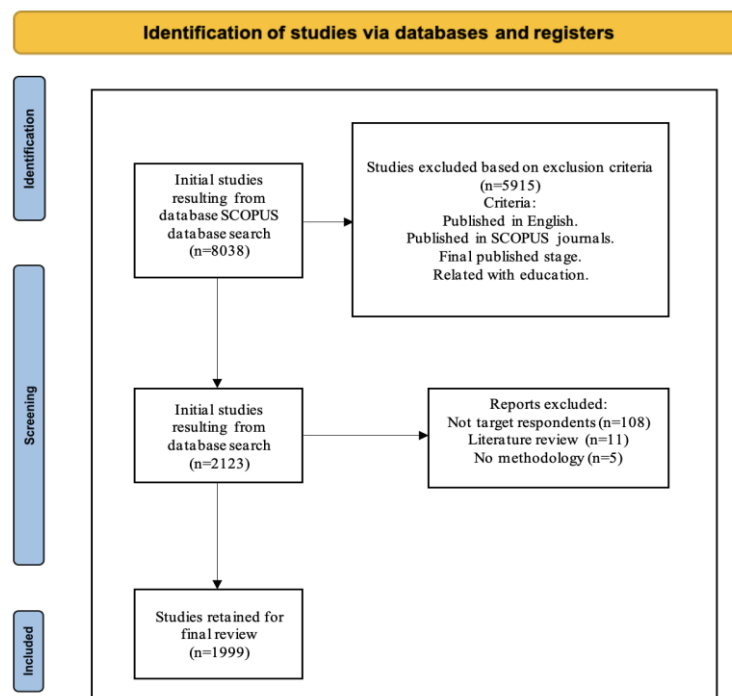 Identification of studies via databases and registers
Identification
Initial studies
resulting from
database SCOPUS
database search
(n=8038)
Studies excluded based on exclusion criteria
(n=5915)
Criteria:
Published in English.
Published in SCOPUS journals.
Final published stage.
Related with education.
Screening
Initial studies
resulting from
database search
(n=2123)
Reports excluded:
Not target respondents (n=108)
Literature review (n=11)
No methodology (n=5)
Included
Studies retained for
final review
(n=1999)